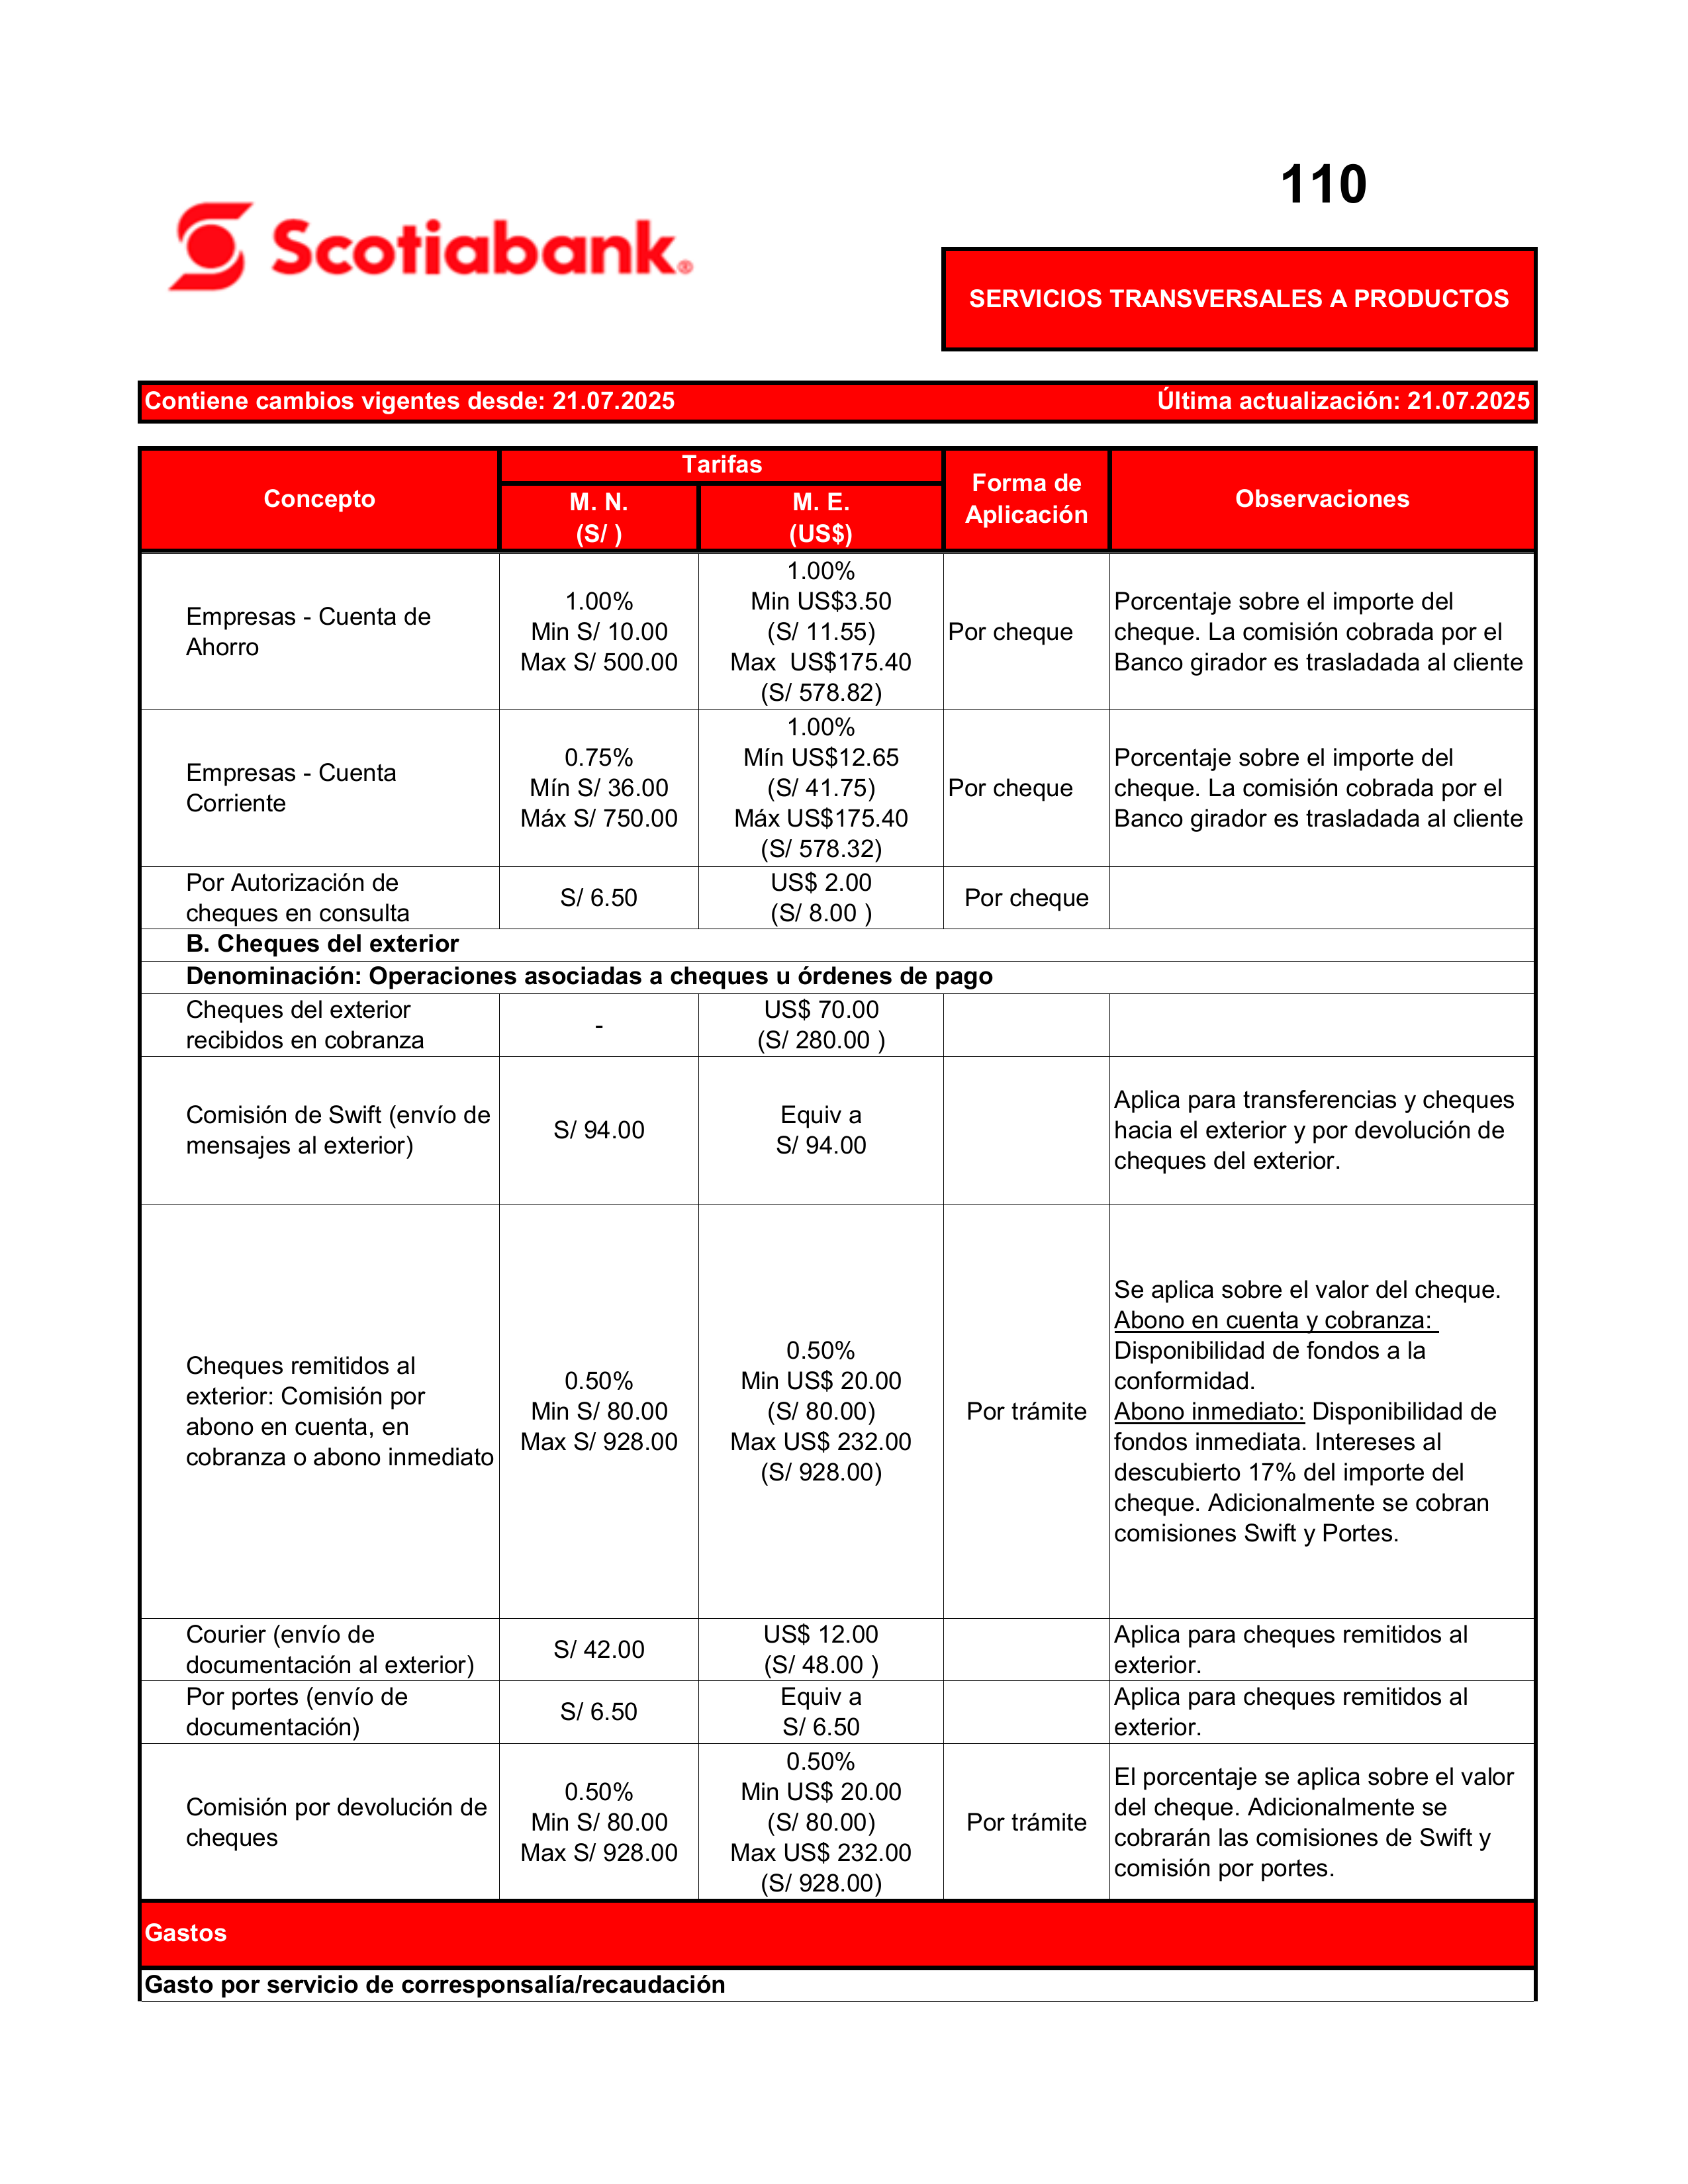 110
Scotiabank®
SERVICIOS TRANSVERSALES A PRODUCTOS
Contiene cambios vigentes desde: 21.07.2025 Última actualización: 21.07.2025
Concepto
Tarifas
M. N.
(S/ )
M. E.
(US$)
Forma de
Aplicación
Observaciones
Empresas - Cuenta de
Ahorro
1.00%
Min S/ 10.00
Max S/ 500.00
1.00%
Min US$3.50
(S/ 11.55)
Max  US$175.40
(S/ 578.82)
Por cheque
Porcentaje sobre el importe del
cheque. La comisión cobrada por el
Banco girador es trasladada al cliente
Empresas - Cuenta
Corriente
0.75%
Mín S/ 36.00
Máx S/ 750.00
1.00%
Mín US$12.65
(S/ 41.75)
Máx US$175.40
(S/ 578.32)
Por cheque
Porcentaje sobre el importe del
cheque. La comisión cobrada por el
Banco girador es trasladada al cliente
Por Autorización de
cheques en consulta
S/ 6.50
US$ 2.00
(S/ 8.00 )
Por cheque
B. Cheques del exterior
Denominación: Operaciones asociadas a cheques u órdenes de pago
Cheques del exterior
recibidos en cobranza
-
US$ 70.00
(S/ 280.00 )
Comisión de Swift (envío de
mensajes al exterior)
S/ 94.00
Equiv a
S/ 94.00
Aplica para transferencias y cheques
hacia el exterior y por devolución de
cheques del exterior.
Cheques remitidos al
exterior: Comisión por
abono en cuenta, en
cobranza o abono inmediato
0.50%
Min S/ 80.00
Max S/ 928.00
0.50%
Min US$ 20.00
(S/ 80.00)
Max US$ 232.00
(S/ 928.00)
Por trámite
Se aplica sobre el valor del cheque.
Abono en cuenta y cobranza:
Disponibilidad de fondos a la
conformidad.
Abono inmediato: Disponibilidad de
fondos inmediata. Intereses al
descubierto 17% del importe del
cheque. Adicionalmente se cobran
comisiones Swift y Portes.
Courier (envío de
documentación al exterior)
S/ 42.00
US$ 12.00
(S/ 48.00 )
Aplica para cheques remitidos al
exterior.
Por portes (envío de
documentación)
S/ 6.50
Equiv a
S/ 6.50
Aplica para cheques remitidos al
exterior.
Comisión por devolución de
cheques
0.50%
Min S/ 80.00
Max S/ 928.00
0.50%
Min US$ 20.00
(S/ 80.00)
Max US$ 232.00
(S/ 928.00)
Por trámite
El porcentaje se aplica sobre el valor
del cheque. Adicionalmente se
cobrarán las comisiones de Swift y
comisión por portes.
Gastos
Gasto por servicio de corresponsalía/recaudación